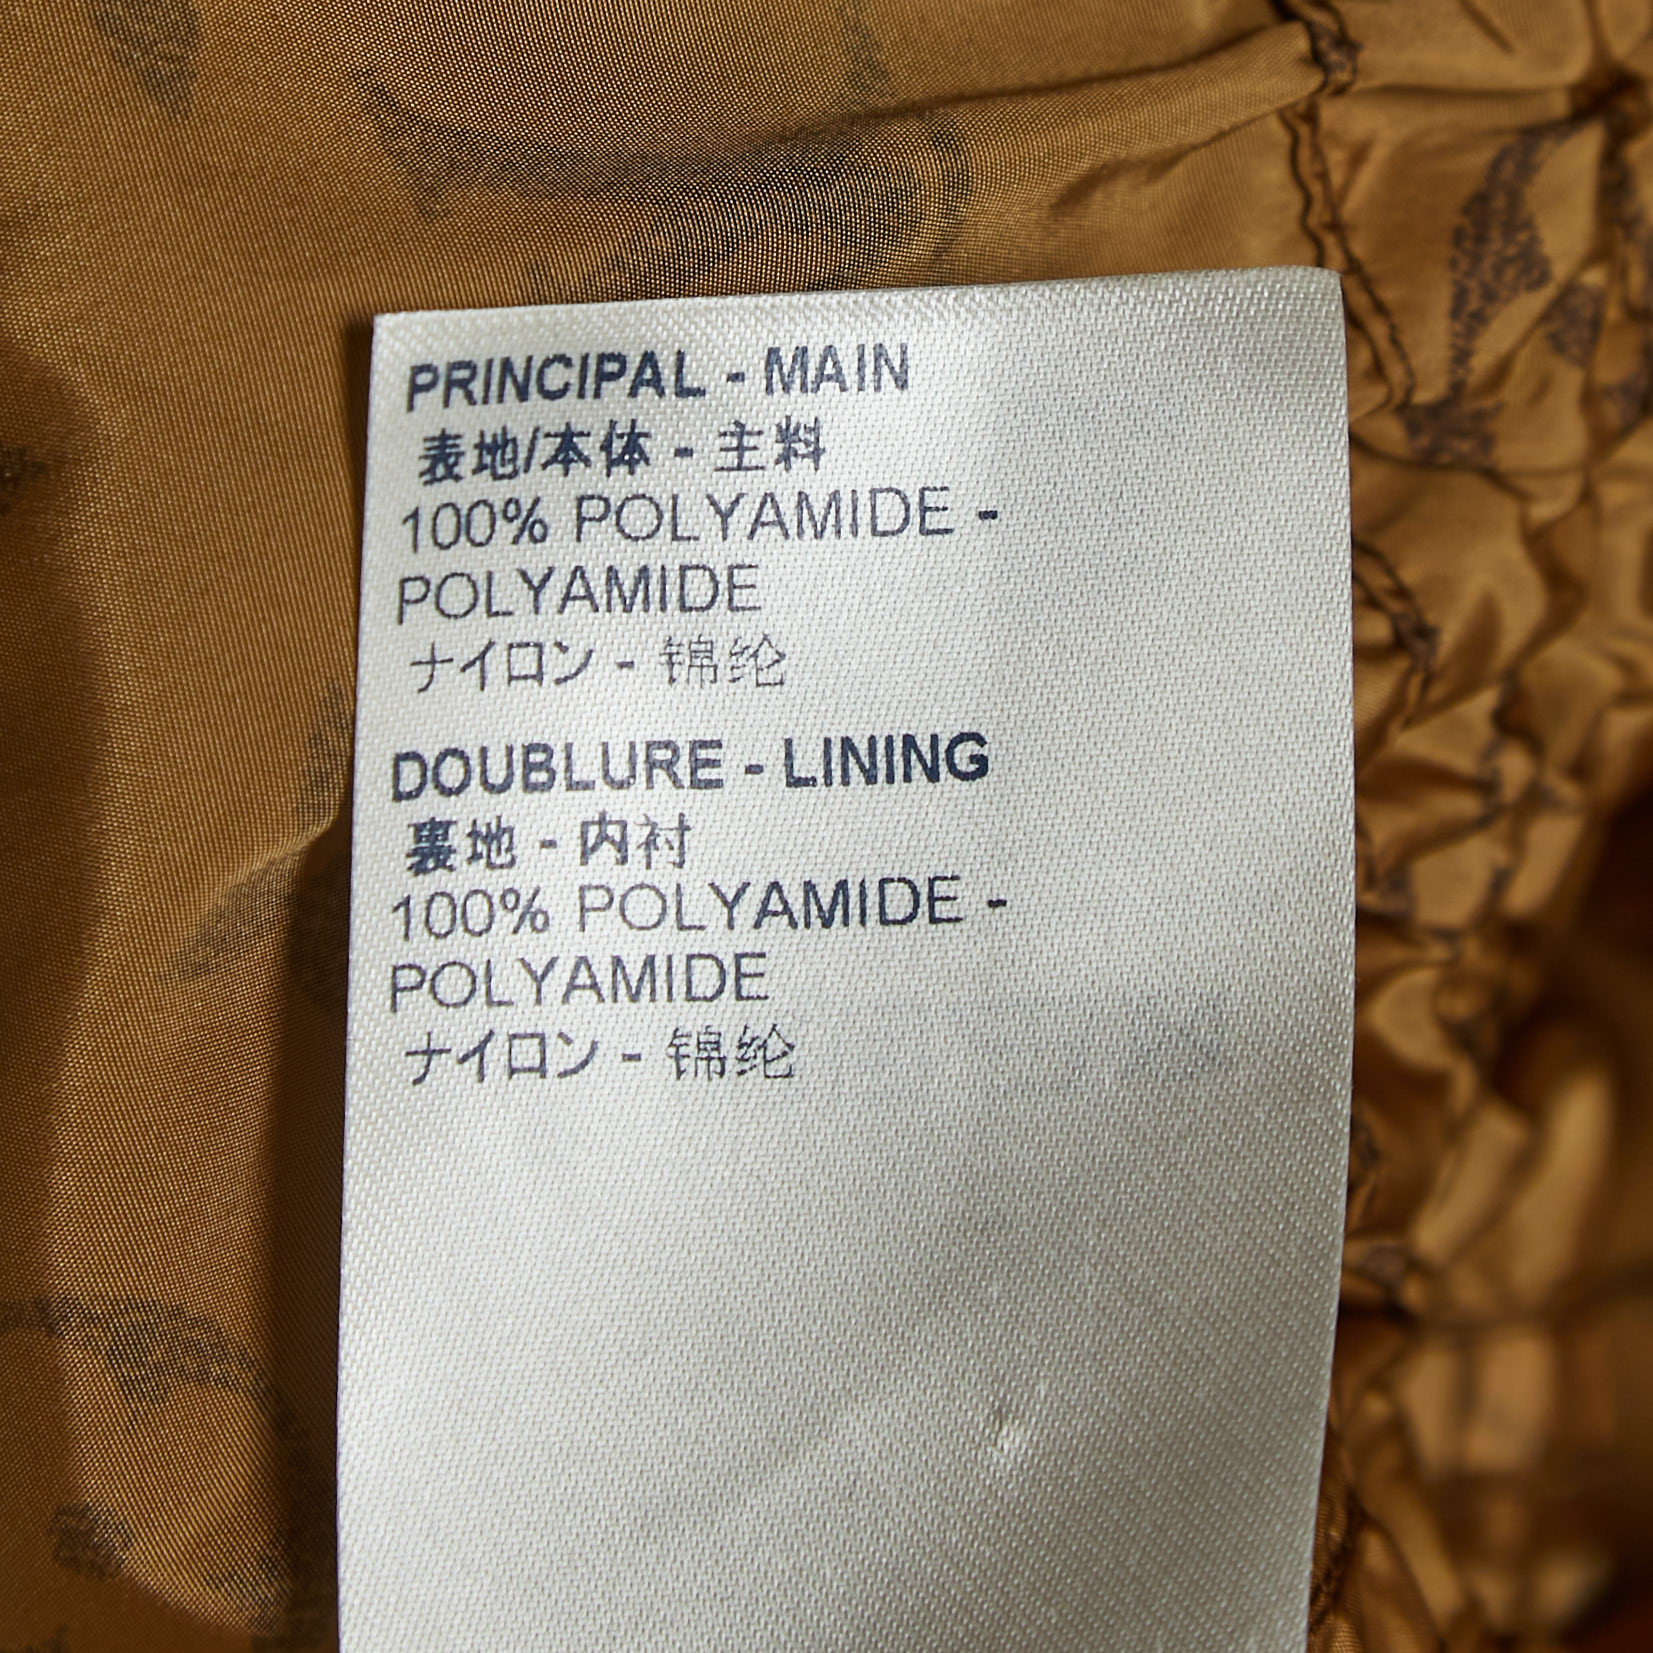 PRINCIPAL - MAIN
表地/本体 - 主料
100% POLYAMIDE -
POLYAMIDE
ナイロン - 锦纶
DOUBLURE - LINING
裏地 - 内衬
100% POLYAMIDE -
POLYAMIDE
ナイロン - 锦纶